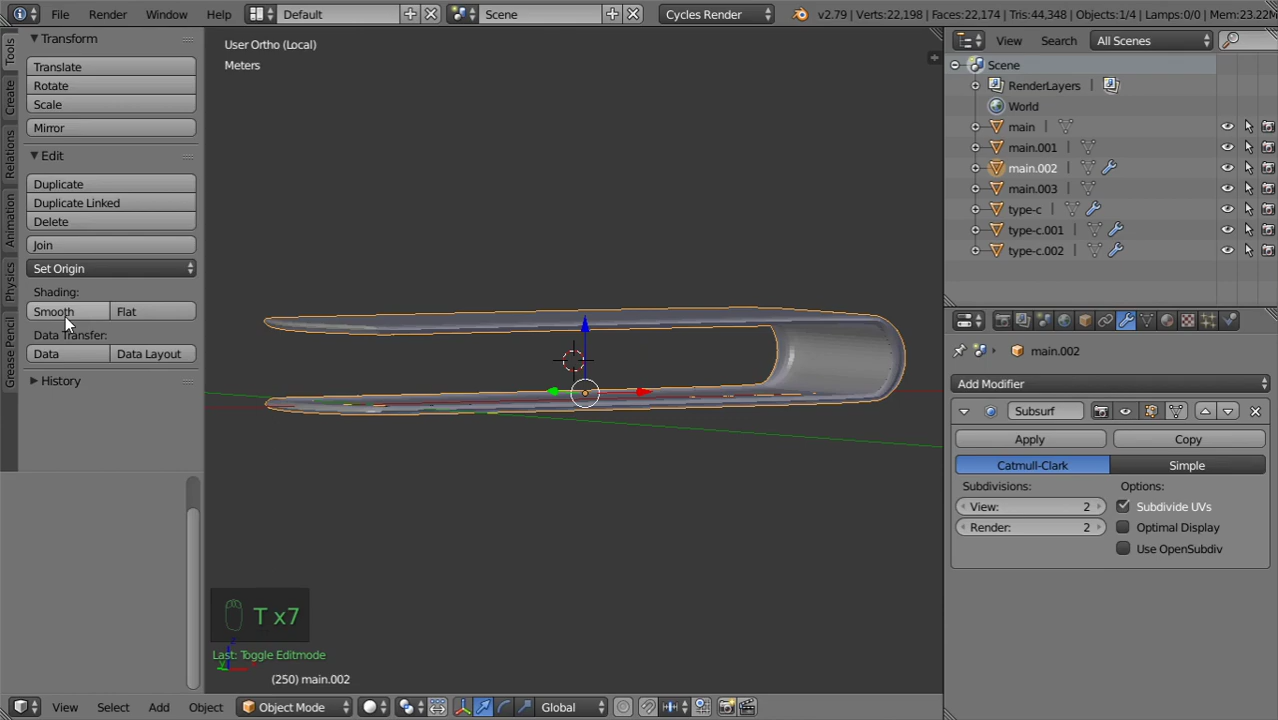 File Render Window Help Default Scene Cycles Render v2.79 | Verts:22,198 | Faces:22,174 | Tris:44,348 | Objects:1/4 | Lamps:0/0 | Mem:23.22M
Transform
Translate
Rotate
Scale
Mirror
Edit
Duplicate
Duplicate Linked
Delete
Join
Set Origin
Shading:
Smooth Flat
Data Transfer:
Data Data Layout
History
Tools
Create
Relations
Animation
Physics
Grease Pencil
User Ortho (Local)
Meters
T x7
Last: Toggle Editmode
(250) main.002
View Select Add Object Object Mode Global
View Search All Scenes
Scene
RenderLayers
World
main
main.001
main.002
main.003
type-c
type-c.001
type-c.002
main.002
Add Modifier
Subsurf
Apply Copy
Catmull-Clark Simple
Subdivisions: Options:
View: 2 Subdivide UVs
Render: 2 Optimal Display
Use OpenSubdiv